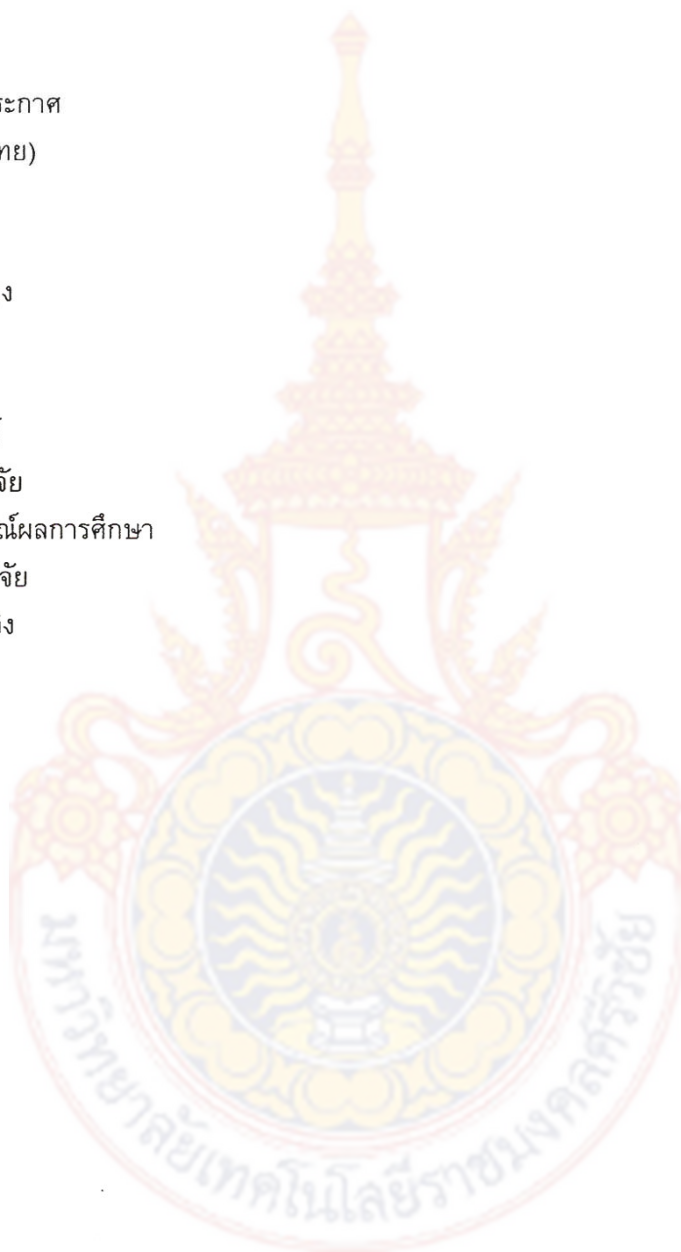 ระกาศ
ทย)
ง
์
จัย
ณ์ผลการศึกษา
จัย
ิง
มหาวิทยาลัยเทคโนโลยีราชมงคลศรีวิชัย